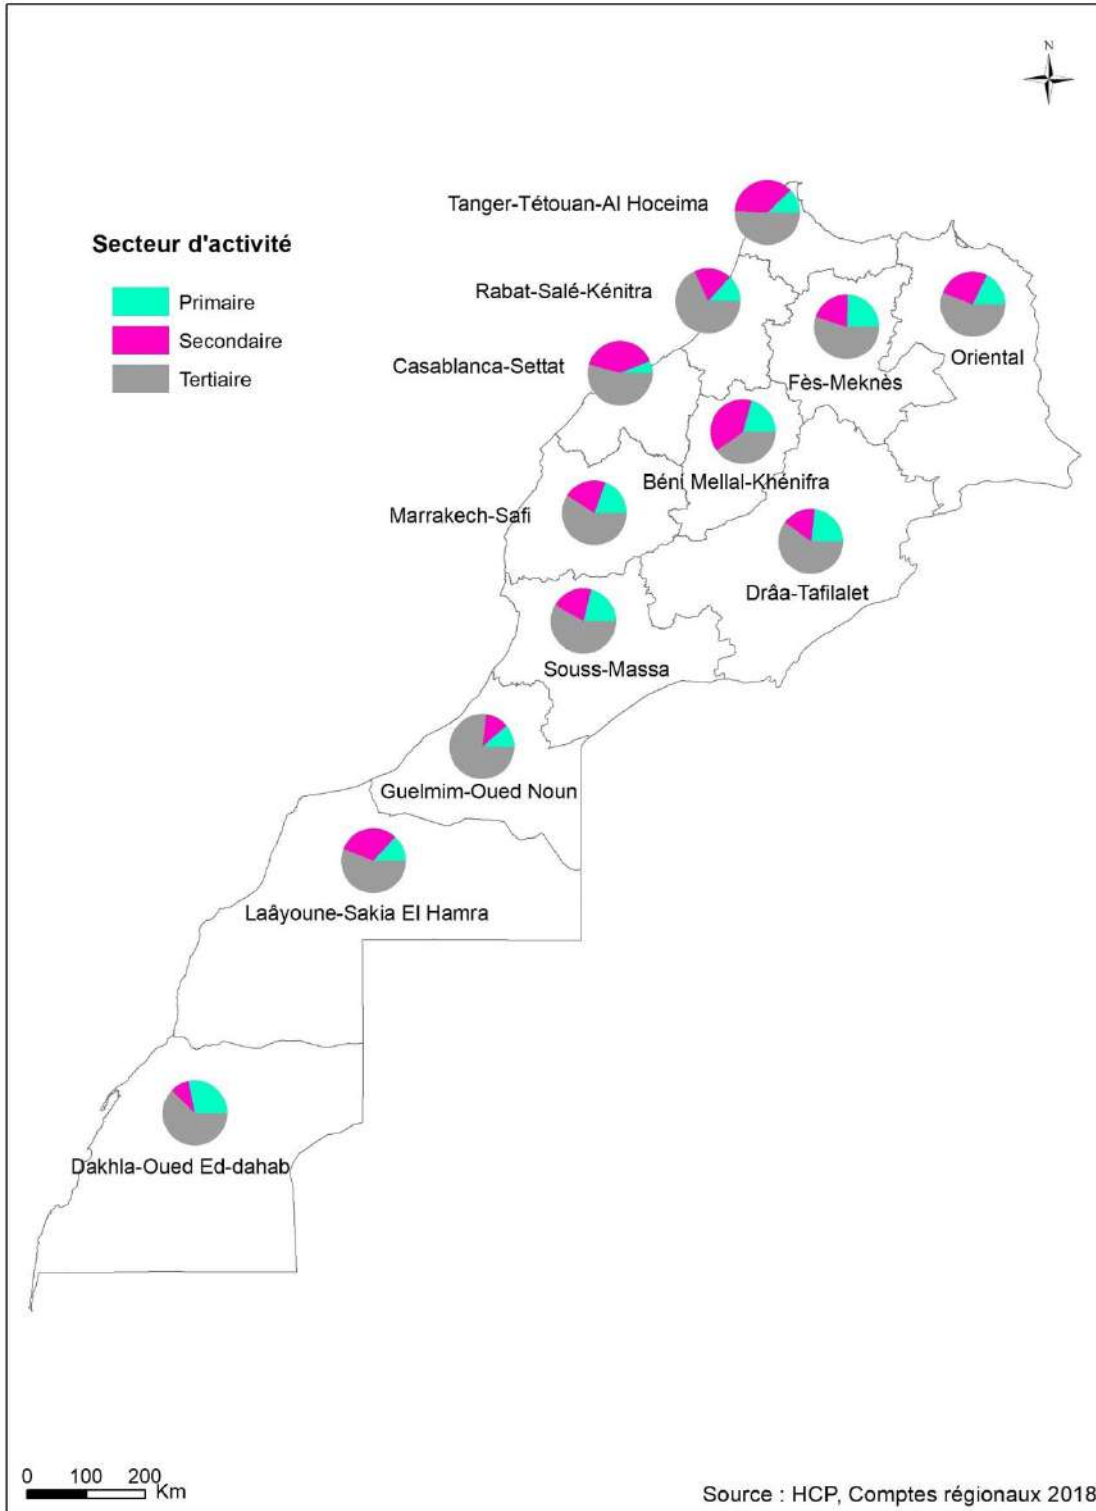 N
Tanger-Tétouan-Al Hoceima
Secteur d'activité
Primaire
Secondaire
Tertiaire
Rabat-Salé-Kénitra
Casablanca-Settat
Fès-Meknès
Oriental
Béni Mellal-Khénifra
Marrakech-Safi
Drâa-Tafilalet
Souss-Massa
Guelmim-Oued Noun
Laâyoune-Sakia El Hamra
Dakhla-Oued Ed-dahab
0 100 200
Km
Source : HCP, Comptes régionaux 2018